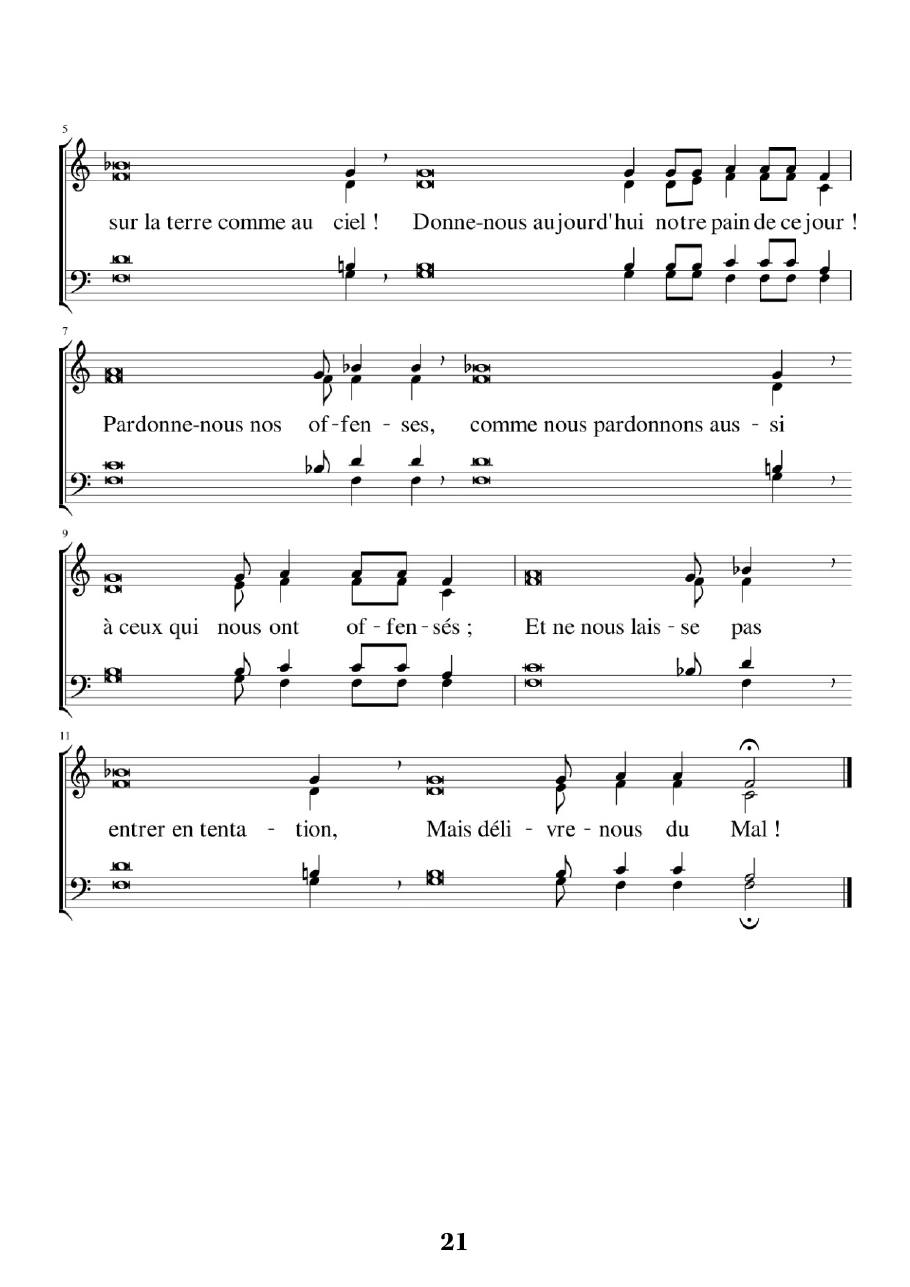 5
sur la terre comme au ciel ! Donne-nous aujourd'hui notre pain de ce jour !
7
Pardonne-nous nos of-fen - ses, comme nous pardonnons aus - si
9
à ceux qui nous ont of - fen - sés ; Et ne nous lais - se pas
11
entrer en tenta - tion, Mais déli - vre - nous du Mal !
21